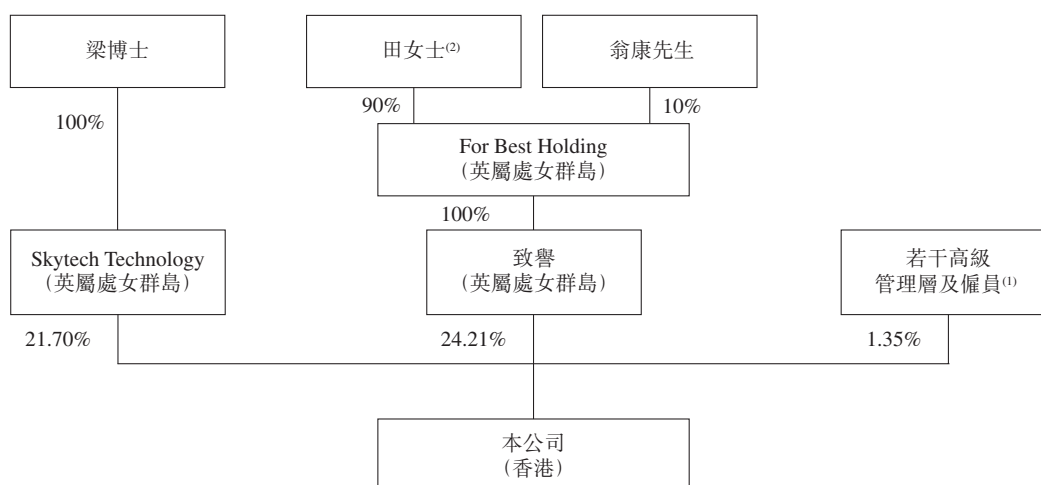 梁博士
田女士(2)
翁康先生
100%
90%
10%
For Best Holding
（英屬處女群島）
100%
Skytech Technology
（英屬處女群島）
致譽
（英屬處女群島）
若干高級
管理層及僱員(1)
21.70%
24.21%
1.35%
本公司
（香港）